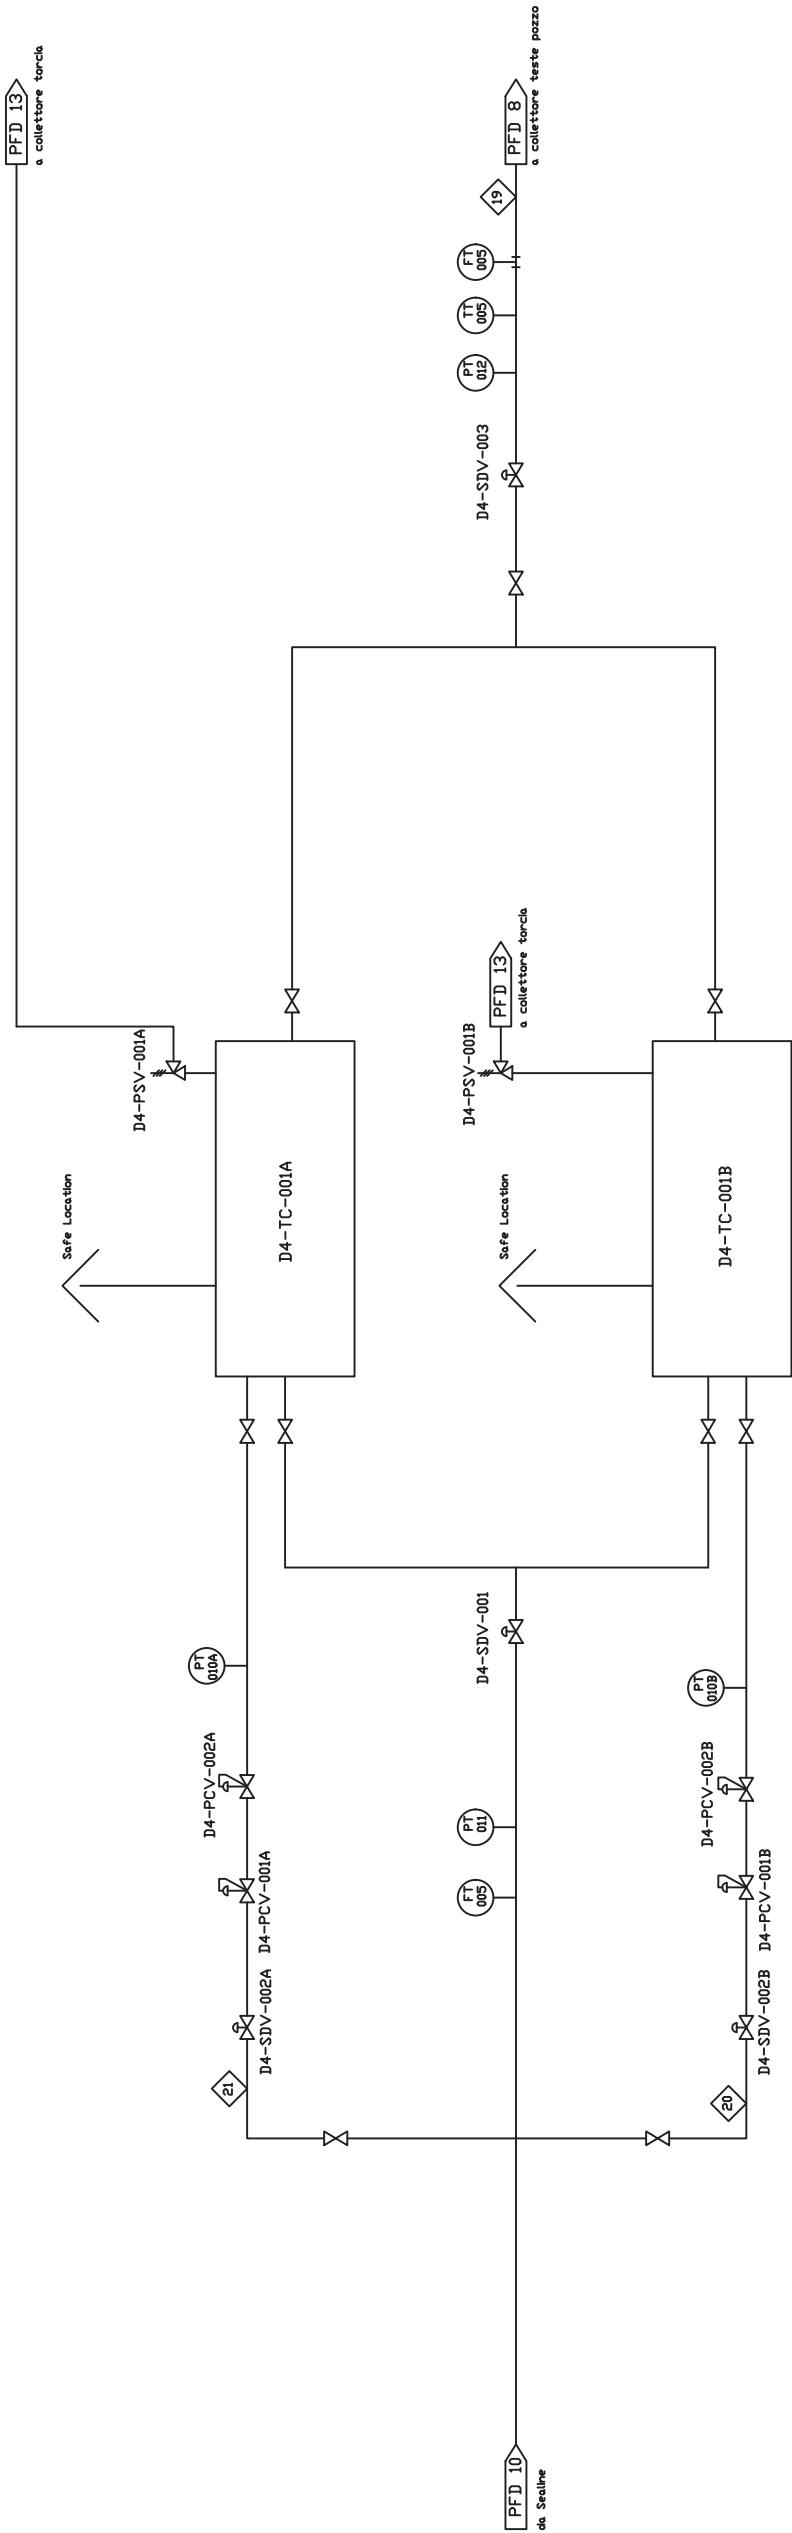 PFD 13
a collettore torcia
PFD 8
a collettore teste pozzo
19
FT
005
TT
005
PT
012
D4-SDV-003
PFD 13
a collettore torcia
D4-PSV-001A
D4-PSV-001B
Safe Location
D4-TC-001A
Safe Location
D4-TC-001B
D4-SDV-001
PT
010A
PT
010B
D4-PCV-002A
D4-PCV-002B
PT
011
D4-PCV-001A
FT
005
D4-PCV-001B
D4-SDV-002A
D4-SDV-002B
21
20
PFD 10
da Sealine